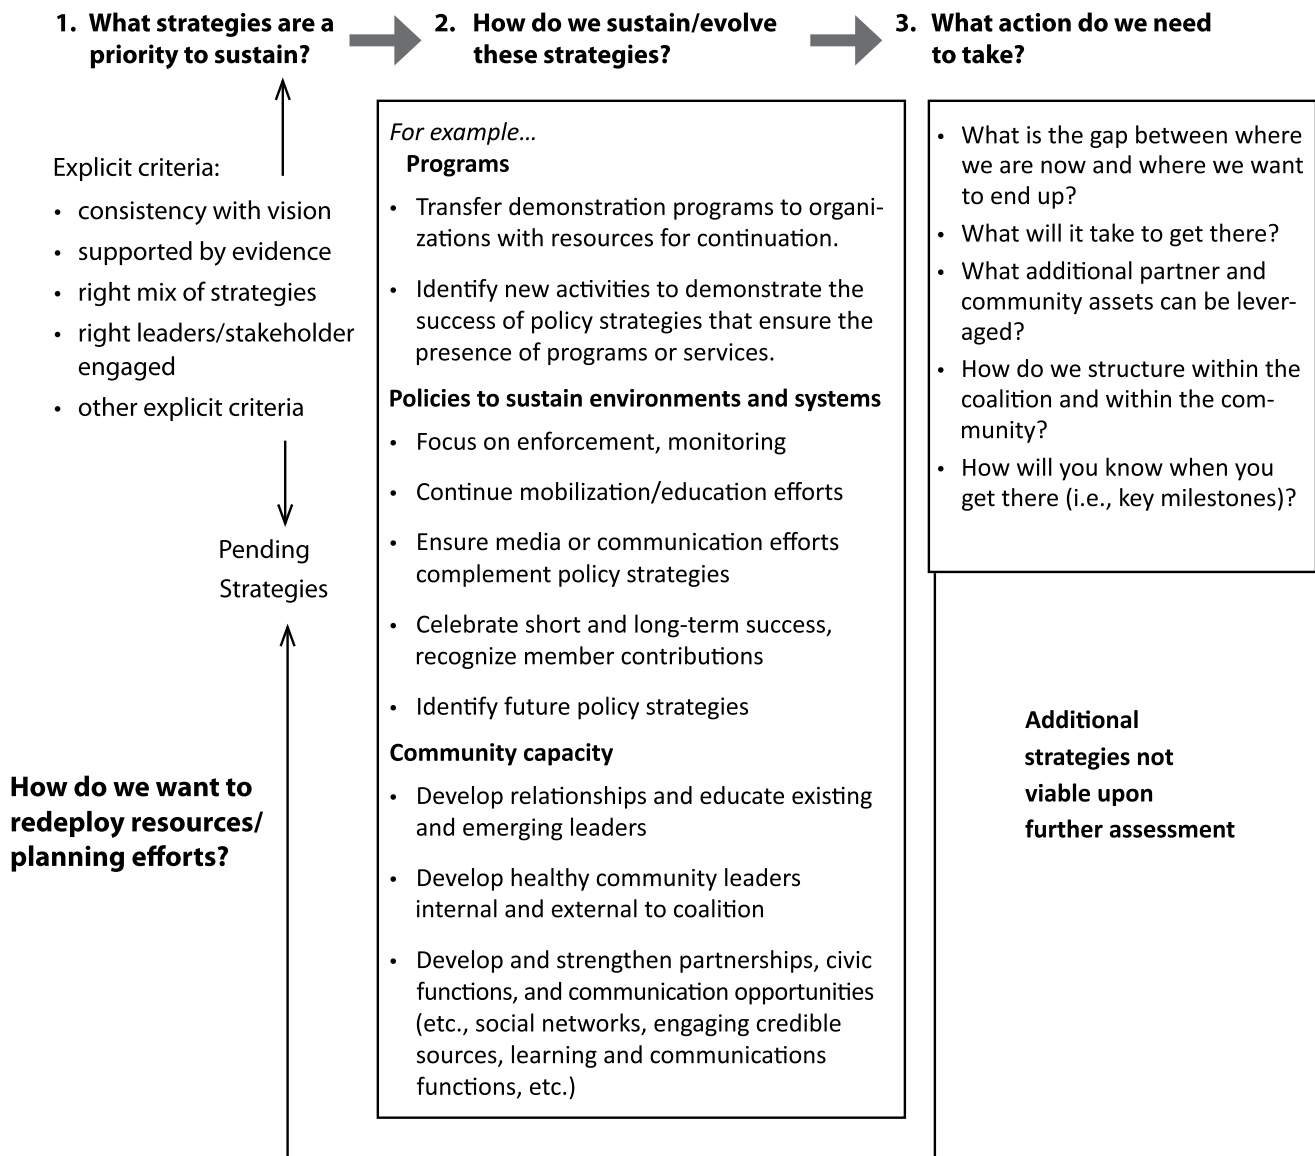 1. What strategies are a
priority to sustain?
2. How do we sustain/evolve
these strategies?
3. What action do we need
to take?
Explicit criteria:
• consistency with vision
• supported by evidence
• right mix of strategies
• right leaders/stakeholder
engaged
• other explicit criteria
Pending
Strategies
How do we want to
redeploy resources/
planning efforts?
For example...
Programs
• Transfer demonstration programs to organi-
zations with resources for continuation.
• Identify new activities to demonstrate the
success of policy strategies that ensure the
presence of programs or services.
Policies to sustain environments and systems
• Focus on enforcement, monitoring
• Continue mobilization/education efforts
• Ensure media or communication efforts
complement policy strategies
• Celebrate short and long-term success,
recognize member contributions
• Identify future policy strategies
Community capacity
• Develop relationships and educate existing
and emerging leaders
• Develop healthy community leaders
internal and external to coalition
• Develop and strengthen partnerships, civic
functions, and communication opportunities
(etc., social networks, engaging credible
sources, learning and communications
functions, etc.)
• What is the gap between where
we are now and where we want
to end up?
• What will it take to get there?
• What additional partner and
community assets can be lever-
aged?
• How do we structure within the
coalition and within the com-
munity?
• How will you know when you
get there (i.e., key milestones)?
Additional
strategies not
viable upon
further assessment